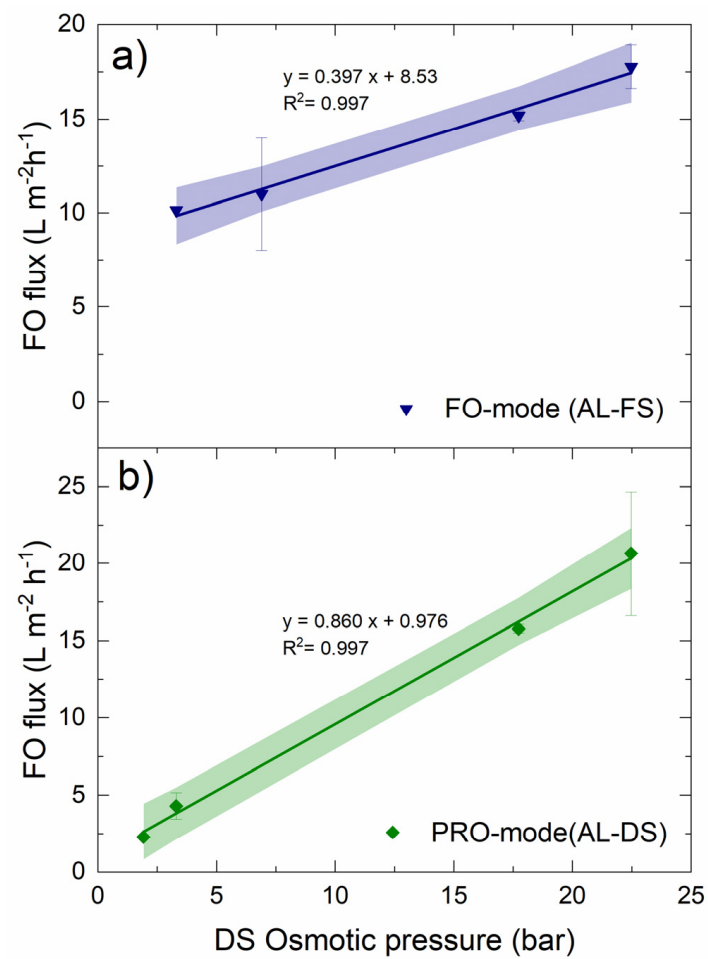 20
a)
y = 0.397 x + 8.53
R²= 0.997
15
10
5
0
FO flux (L m⁻²h⁻¹)
FO-mode (AL-FS)
b)
25
y = 0.860 x + 0.976
R²= 0.997
20
15
10
5
0
FO flux (L m⁻² h⁻¹)
PRO-mode(AL-DS)
0 5 10 15 20 25
DS Osmotic pressure (bar)